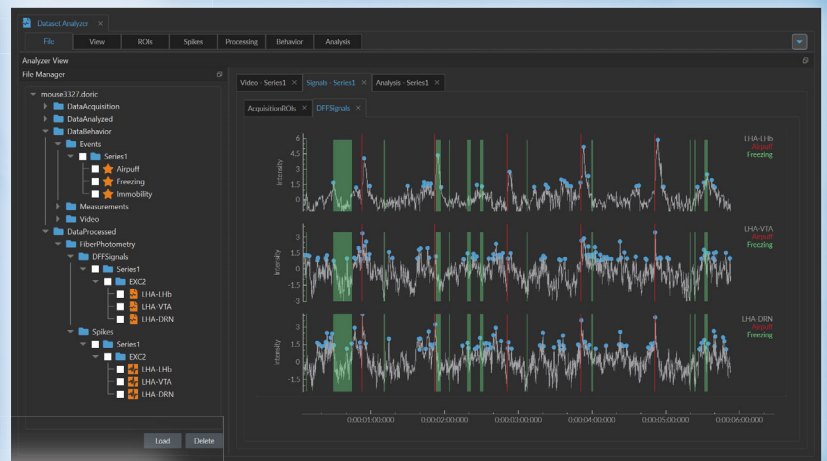 Dataset Analyzer ×
File View ROIs Spikes Processing Behavior Analysis
Analyzer View
File Manager
mouse3327.doric
DataAcquisition
DataAnalyzed
DataBehavior
Events
Series1
Airpuff
Freezing
Immobility
Measurements
Video
DataProcessed
FiberPhotometry
DFFSignals
Series1
EXC2
LHA-LHb
LHA-VTA
LHA-DRN
Spikes
Series1
EXC2
LHA-LHb
LHA-VTA
LHA-DRN
Load Delete
Video - Series1 × Signals - Series1 × Analysis - Series1 ×
AcquisitionROIs × DFFSignals ×
6
4.5
3
1.5
0
Intensity
LHA-LHb
Airpuff
Freezing
3
1.5
0
-1.5
3
Intensity
LHA-VTA
Airpuff
Freezing
3
1.5
0
-1.5
Intensity
LHA-DRN
Airpuff
Freezing
0:00:01:00:000 0:00:02:00:000 0:00:03:00:000 0:00:04:00:000 0:00:05:00:000 0:00:06:00:000